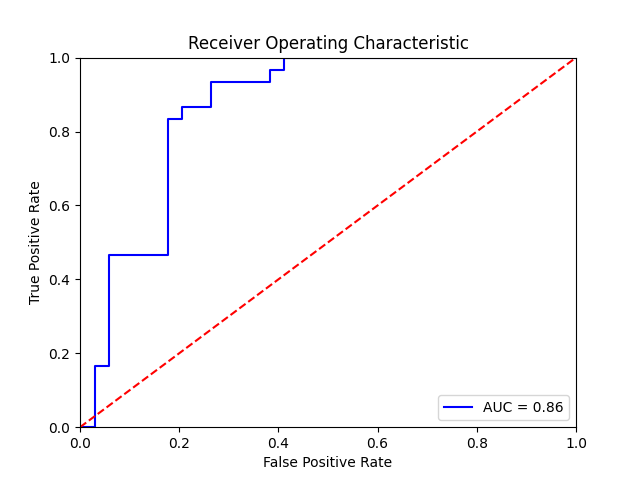 Receiver Operating Characteristic
1.0
0.8
0.6
0.4
0.2
0.0
True Positive Rate
AUC = 0.86
0.0 0.2 0.4 0.6 0.8 1.0
False Positive Rate